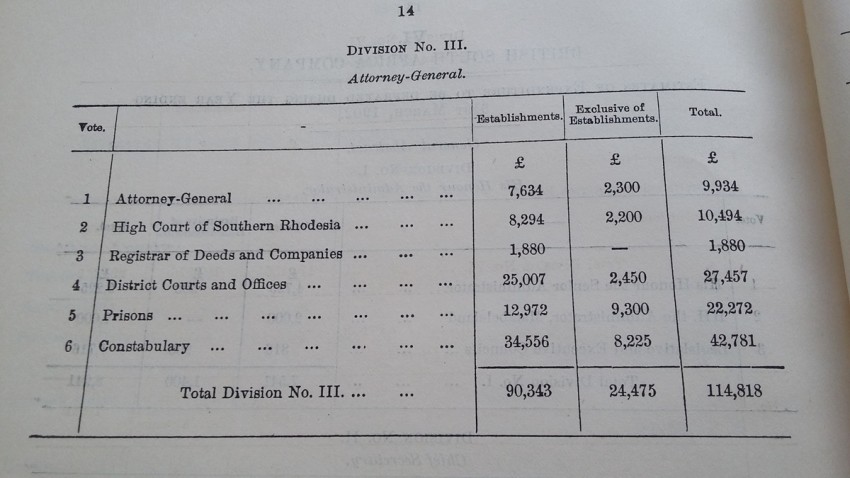 14
DIVISION No. III.
Attorney-General.
Vote. - Establishments. Exclusive of Establishments. Total.
£ £ £
1 Attorney-General ... ... ... ... ... 7,634 2,300 9,934
2 High Court of Southern Rhodesia ... ... ... 8,294 2,200 10,494
3 Registrar of Deeds and Companies ... ... ... 1,880 — 1,880
4 District Courts and Offices ... ... ... ... 25,007 2,450 27,457
5 Prisons ... ... ... ... ... ... ... 12,972 9,300 22,272
6 Constabulary ... ... ... ... ... ... 34,556 8,225 42,781
Total Division No. III. ... ... 90,343 24,475 114,818